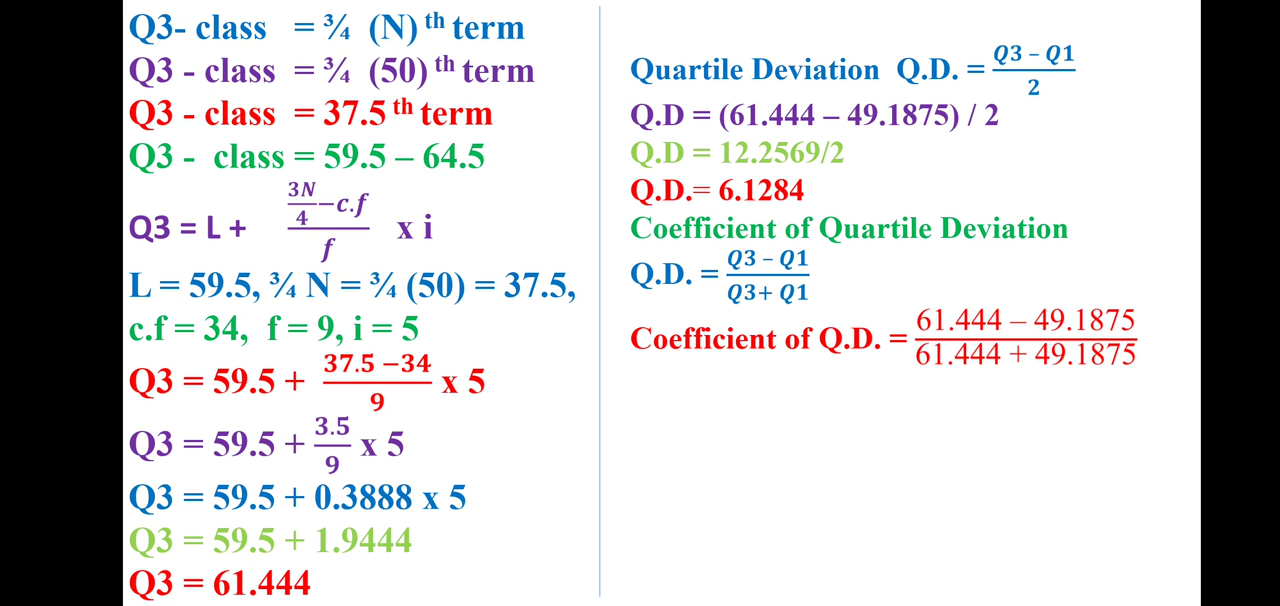 Q3- class = ¾ (N) th term
Q3 - class = ¾ (50) th term
Q3 - class = 37.5 th term
Q3 - class = 59.5 – 64.5
Q3 = L + (3N/4 − c.f)/f x i
L = 59.5, ¾ N = ¾ (50) = 37.5,
c.f = 34, f = 9, i = 5
Q3 = 59.5 + (37.5 −34)/9 x 5
Q3 = 59.5 + 3.5/9 x 5
Q3 = 59.5 + 0.3888 x 5
Q3 = 59.5 + 1.9444
Q3 = 61.444
Quartile Deviation Q.D. = (Q3 − Q1)/2
Q.D = (61.444 – 49.1875) / 2
Q.D = 12.2569/2
Q.D.= 6.1284
Coefficient of Quartile Deviation
Q.D. = (Q3 − Q1)/(Q3+ Q1)
Coefficient of Q.D. = (61.444 – 49.1875)/(61.444 + 49.1875)